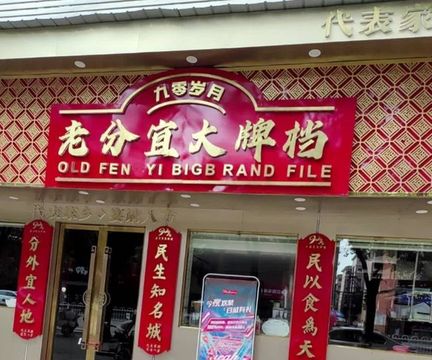 代表家
九零岁月
老分宜大牌档
OLD FEN YI BIGB RAND FILE
分外宜人地
民生知名城
民以食為天